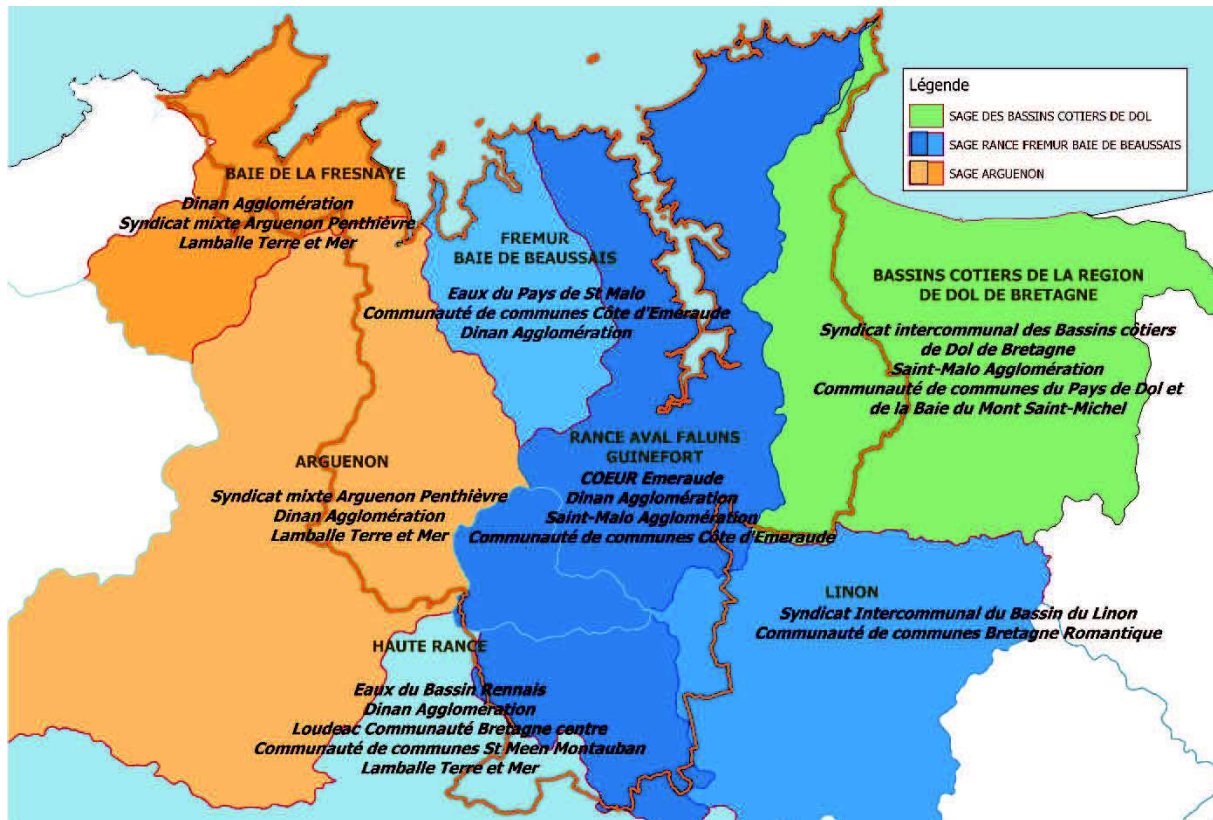 Légende
SAGE DES BASSINS COTIERS DE DOL
SAGE RANCE FREMUR BAIE DE BEAUSSAIS
SAGE ARGUENON
BAIE DE LA FRESNAYE
Dinan Agglomération
Syndicat mixte Arguenon Penthièvre
Lamballe Terre et Mer
FREMUR
BAIE DE BEAUSSAIS
Eaux du Pays de St Malo
Communauté de communes Côte d'Emeraude
Dinan Agglomération
BASSINS COTIERS DE LA REGION
DE DOL DE BRETAGNE
Syndicat intercommunal des Bassins côtiers
de Dol de Bretagne
Saint-Malo Agglomération
Communauté de communes du Pays de Dol et
de la Baie du Mont Saint-Michel
ARGUENON
Syndicat mixte Arguenon Penthièvre
Dinan Agglomération
Lamballe Terre et Mer
RANCE AVAL FALUNS
GUINEFORT
COEUR Emeraude
Dinan Agglomération
Saint-Malo Agglomération
Communauté de communes Côte d'Emeraude
LINON
Syndicat Intercommunal du Bassin du Linon
Communauté de communes Bretagne Romantique
HAUTE RANCE
Eaux du Bassin Rennais
Dinan Agglomération
Loudeac Communauté Bretagne centre
Communauté de communes St Meen Montauban
Lamballe Terre et Mer